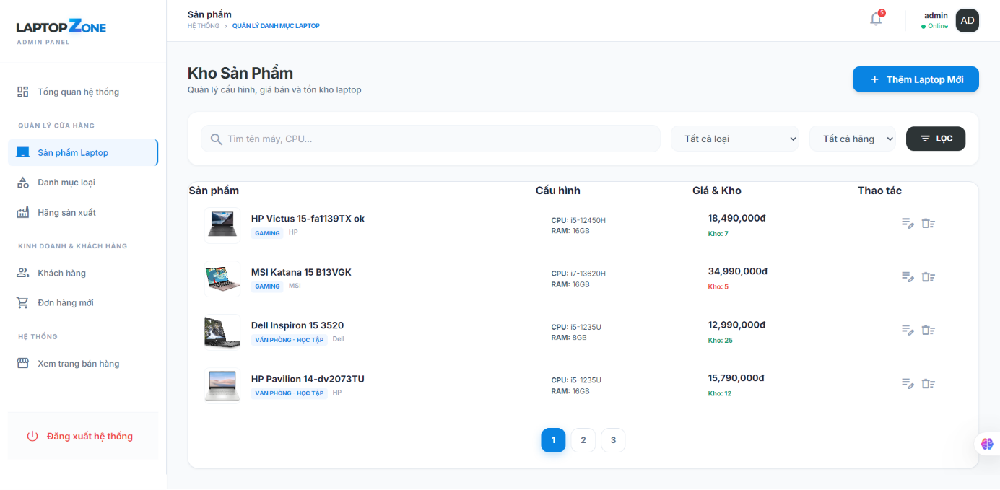 LAPTOPZONE
ADMIN PANEL
Tổng quan hệ thống
QUẢN LÝ CỬA HÀNG
Sản phẩm Laptop
Danh mục loại
Hãng sản xuất
KINH DOANH & KHÁCH HÀNG
Khách hàng
Đơn hàng mới
HỆ THỐNG
Xem trang bán hàng
Đăng xuất hệ thống
Sản phẩm
HỆ THỐNG > QUẢN LÝ DANH MỤC LAPTOP
5
admin
Online
AD
Kho Sản Phẩm
Quản lý cấu hình, giá bán và tồn kho laptop
+ Thêm Laptop Mới
Tìm tên máy, CPU...
Tất cả loại
Tất cả hãng
LỌC
Sản phẩm Cấu hình Giá & Kho Thao tác
HP Victus 15-fa1139TX ok
GAMING HP
CPU: i5-12450H
RAM: 16GB
18,490,000đ
Kho: 7
MSI Katana 15 B13VGK
GAMING MSI
CPU: i7-13620H
RAM: 16GB
34,990,000đ
Kho: 5
Dell Inspiron 15 3520
VĂN PHÒNG - HỌC TẬP Dell
CPU: i5-1235U
RAM: 8GB
12,990,000đ
Kho: 25
HP Pavilion 14-dv2073TU
VĂN PHÒNG - HỌC TẬP HP
CPU: i5-1235U
RAM: 16GB
15,790,000đ
Kho: 12
1 2 3